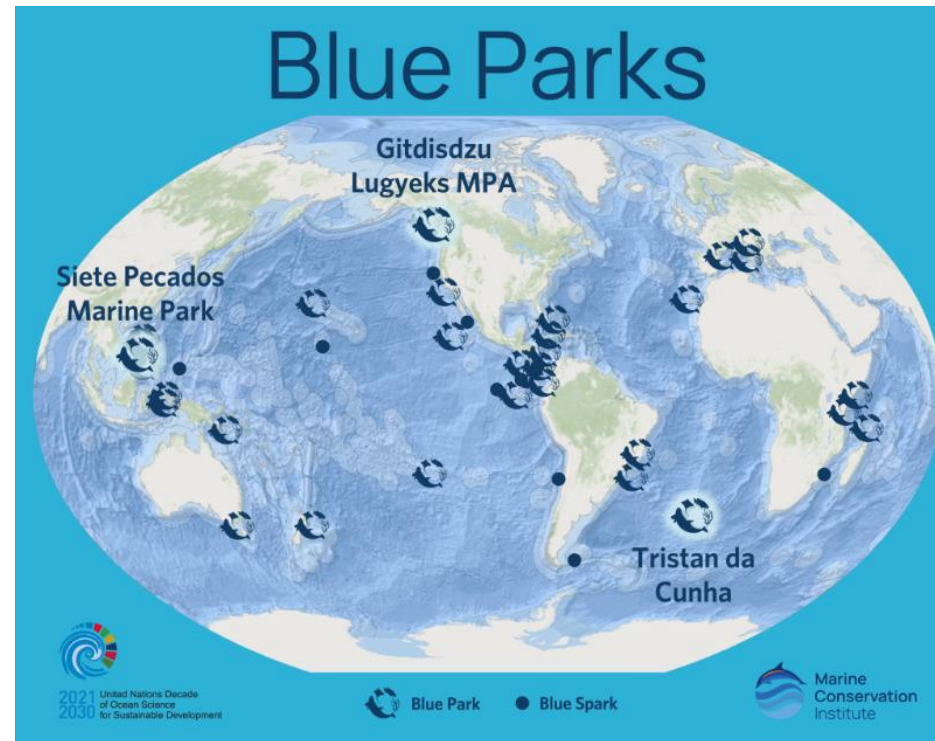 Blue Parks
Gitdisdzu
Lugyeks MPA
Siete Pecados
Marine Park
Tristan da
Cunha
2021
2030
United Nations Decade
of Ocean Science
for Sustainable Development
Blue Park
Blue Spark
Marine
Conservation
Institute